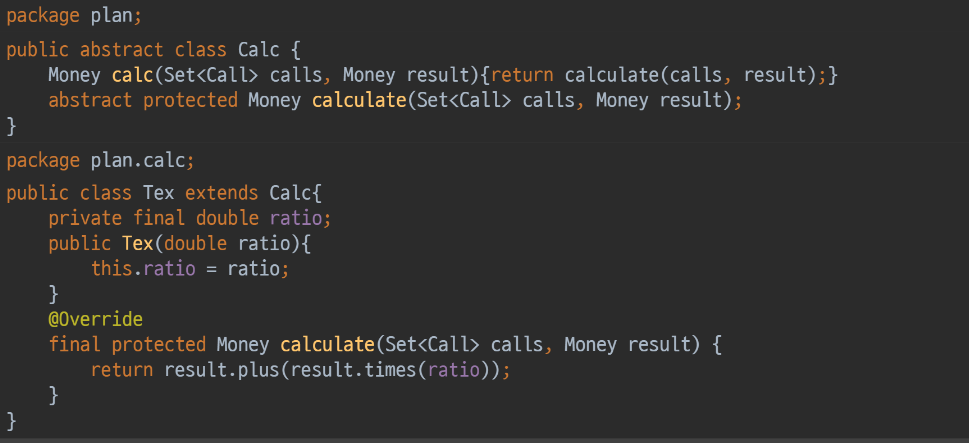 package plan;
public abstract class Calc {
    Money calc(Set<Call> calls, Money result){return calculate(calls, result);}
    abstract protected Money calculate(Set<Call> calls, Money result);
}
package plan.calc;
public class Tex extends Calc{
    private final double ratio;
    public Tex(double ratio){
        this.ratio = ratio;
    }
    @Override
    final protected Money calculate(Set<Call> calls, Money result) {
        return result.plus(result.times(ratio));
    }
}